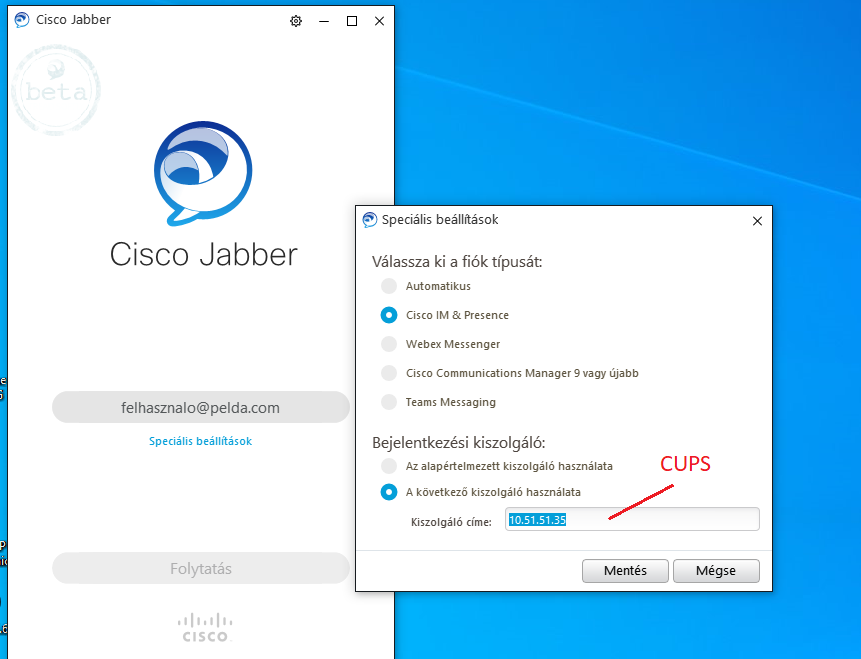 Cisco Jabber
beta
Cisco Jabber
felhasznalo@pelda.com
Speciális beállítások
Folytatás
CISCO
Speciális beállítások
Válassza ki a fiók típusát:
Automatikus
Cisco IM & Presence
Webex Messenger
Cisco Communications Manager 9 vagy újabb
Teams Messaging
Bejelentkezési kiszolgáló:
Az alapértelmezett kiszolgáló használata
CUPS
A következő kiszolgáló használata
Kiszolgáló címe: 10.51.51.35
Mentés Mégse